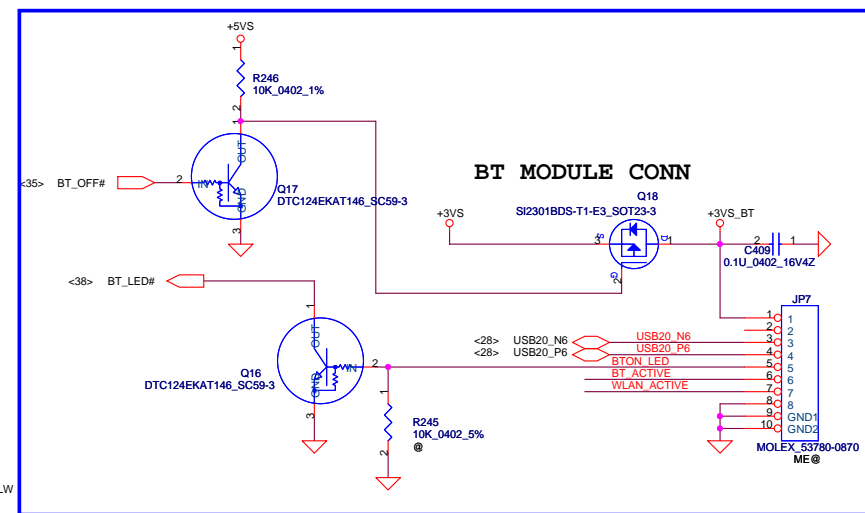 +5VS
1
R246
10K_0402_1%
2
1
OUT
<35> BT_OFF#
2
IN
GND
3
Q17
DTC124EKAT146_SC59-3
BT MODULE CONN
Q18
SI2301BDS-T1-E3_SOT23-3
+3VS
3
S
D
1
G
2
+3VS_BT
2
1
C409
0.1U_0402_16V4Z
<38> BT_LED#
1
OUT
Q16
DTC124EKAT146_SC59-3
IN
2
GND
3
1
R245
10K_0402_5%
@
2
<28> USB20_N6
<28> USB20_P6
USB20_N6
USB20_P6
BTON_LED
BT_ACTIVE
WLAN_ACTIVE
JP7
1 1
2 2
3 3
4 4
5 5
6 6
7 7
8 8
9 GND1
10 GND2
MOLEX_53780-0870
ME@
LW